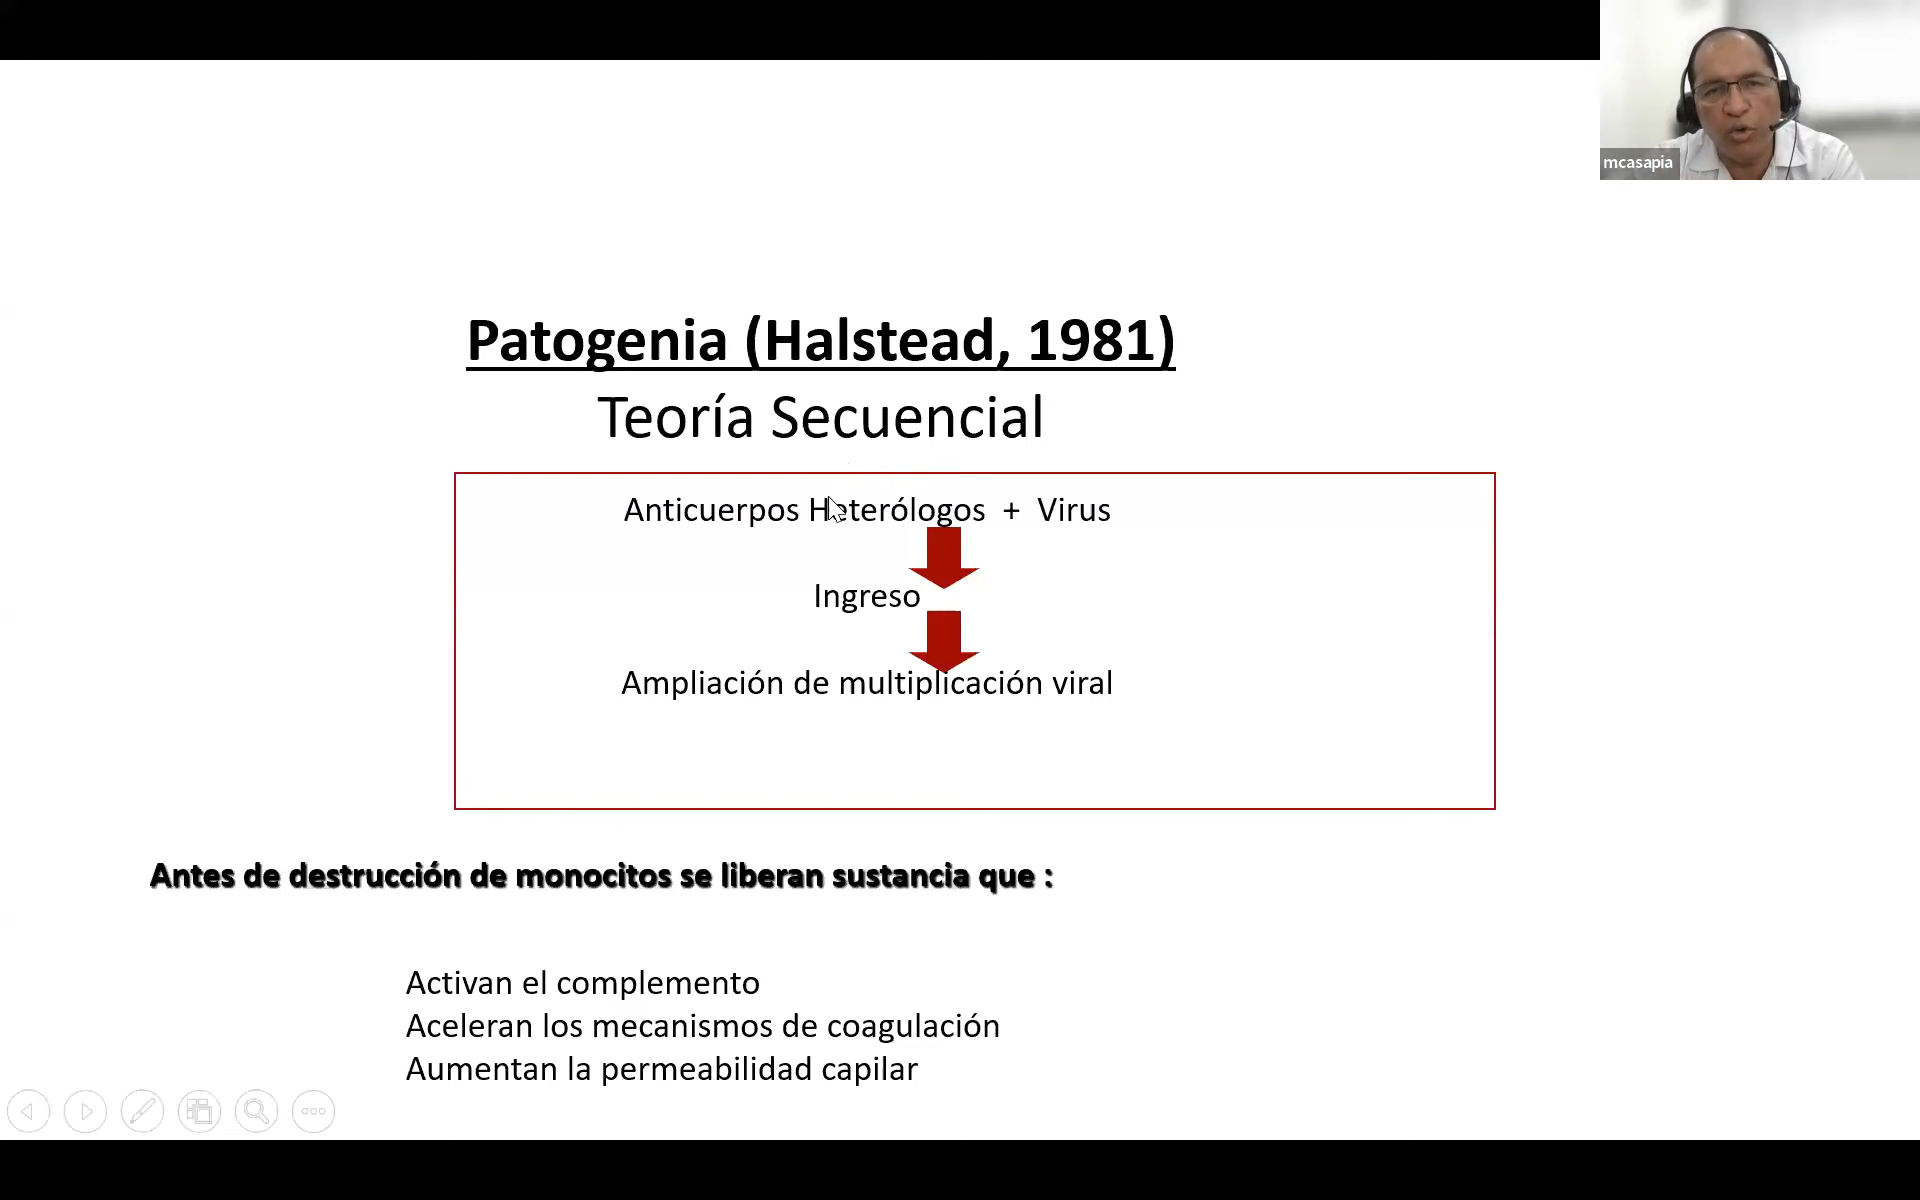 mcasapia
Patogenia (Halstead, 1981)
Teoría Secuencial
Anticuerpos Heterólogos + Virus
Ingreso
Ampliación de multiplicación viral
Antes de destrucción de monocitos se liberan sustancia que :
Activan el complemento
Aceleran los mecanismos de coagulación
Aumentan la permeabilidad capilar